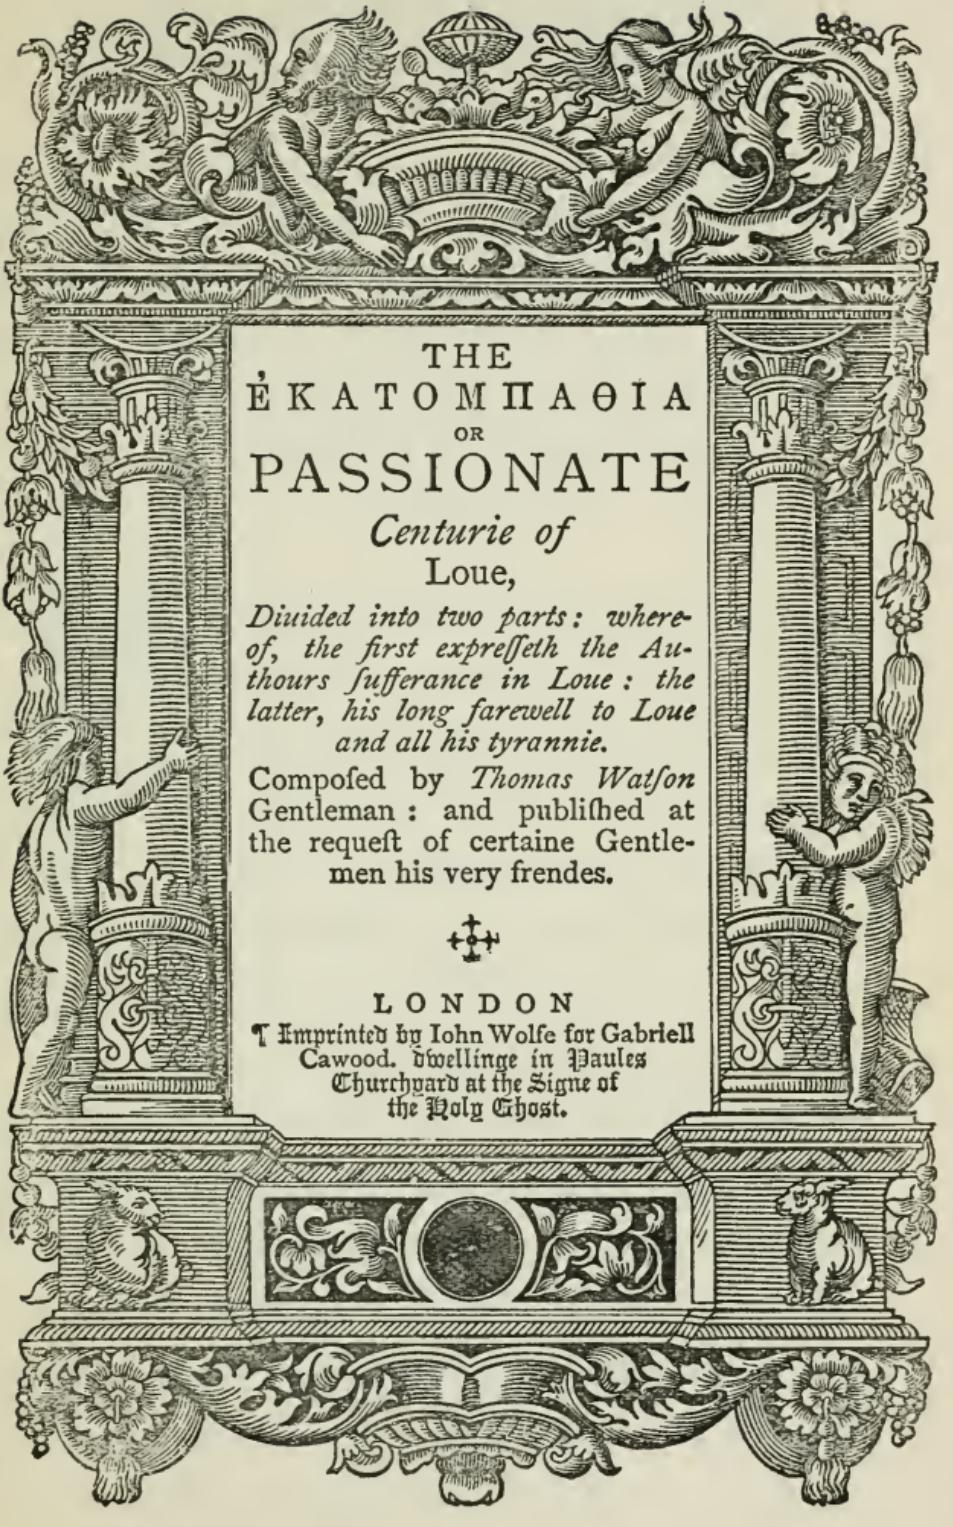 THE
ἘΚΑΤΟΜΠΑΘΙΑ
OR
PASSIONATE
Centurie of
Loue,
Diuided into two parts: where-
of, the first expreſſeth the Au-
thours ſufferance in Loue : the
latter, his long farewell to Loue
and all his tyrannie.
Compoſed by Thomas Watſon
Gentleman : and publiſhed at
the requeſt of certaine Gentle-
men his very frendes.
LONDON
¶ Imprinted by Iohn Wolfe for Gabriell
Cawood. dwellinge in Paules
Churchyard at the Signe of
the Holy Ghost.